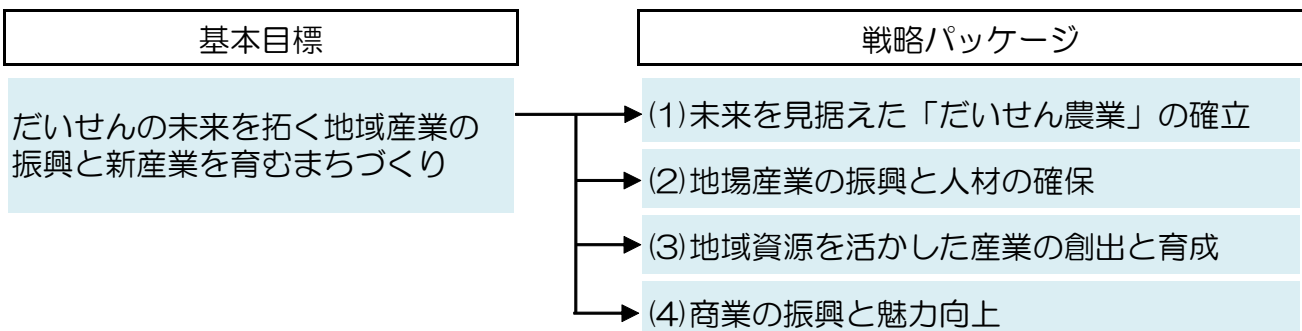 基本目標
戦略パッケージ
だいせんの未来を拓く地域産業の
振興と新産業を育むまちづくり
⑴未来を見据えた「だいせん農業」の確立
⑵地場産業の振興と人材の確保
⑶地域資源を活かした産業の創出と育成
⑷商業の振興と魅力向上